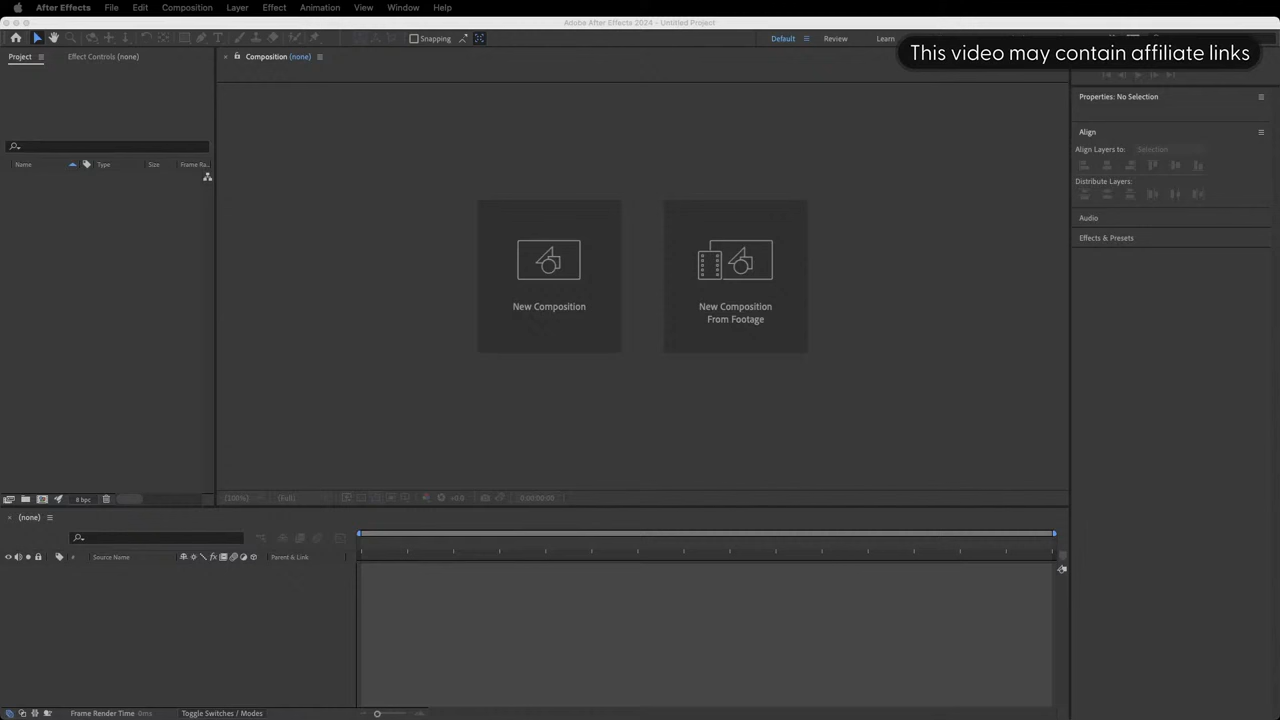 After Effects File Edit Composition Layer Effect Animation View Window Help
Adobe After Effects 2024 - Untitled Project
Snapping
Default Review Learn
This video may contain affiliate links
Project Effect Controls (none)
Composition (none)
Properties: No Selection
Align
Align Layers to: Selection
Distribute Layers:
Audio
Effects & Presets
Name Type Size Frame Ra..
New Composition
New Composition
From Footage
8 bpc
(100%) (Full) +0.0 0:00:00:00
(none)
# Source Name Parent & Link
Frame Render Time 0ms Toggle Switches / Modes